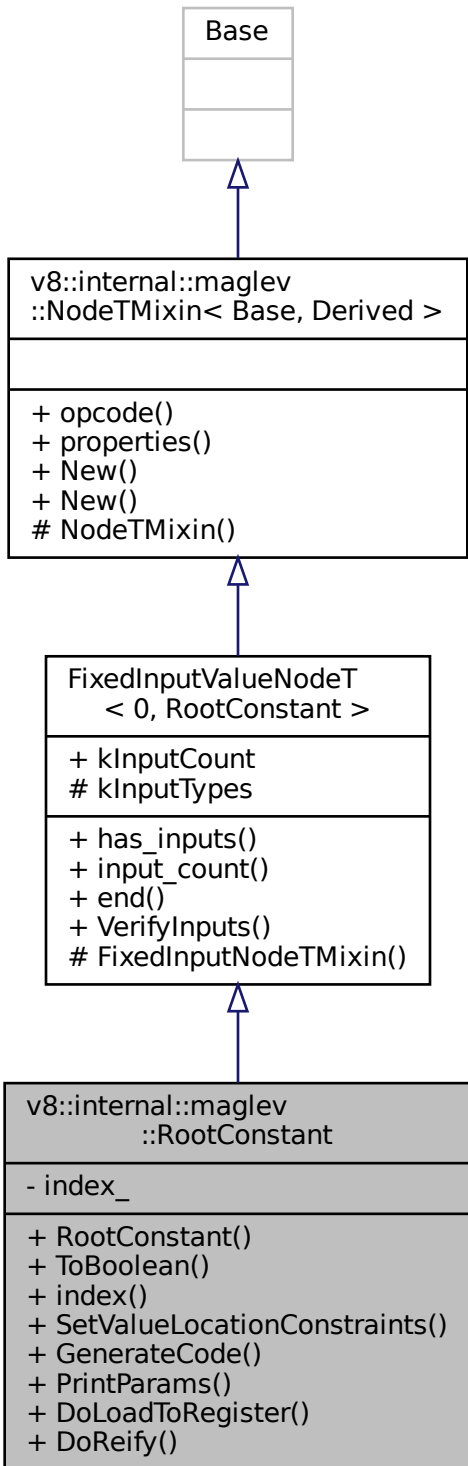 Base
v8::internal::maglev
::NodeTMixin< Base, Derived >
+ opcode()
+ properties()
+ New()
+ New()
# NodeTMixin()
FixedInputValueNodeT
< 0, RootConstant >
+ kInputCount
# kInputTypes
+ has_inputs()
+ input_count()
+ end()
+ VerifyInputs()
# FixedInputNodeTMixin()
v8::internal::maglev
::RootConstant
- index_
+ RootConstant()
+ ToBoolean()
+ index()
+ SetValueLocationConstraints()
+ GenerateCode()
+ PrintParams()
+ DoLoadToRegister()
+ DoReify()